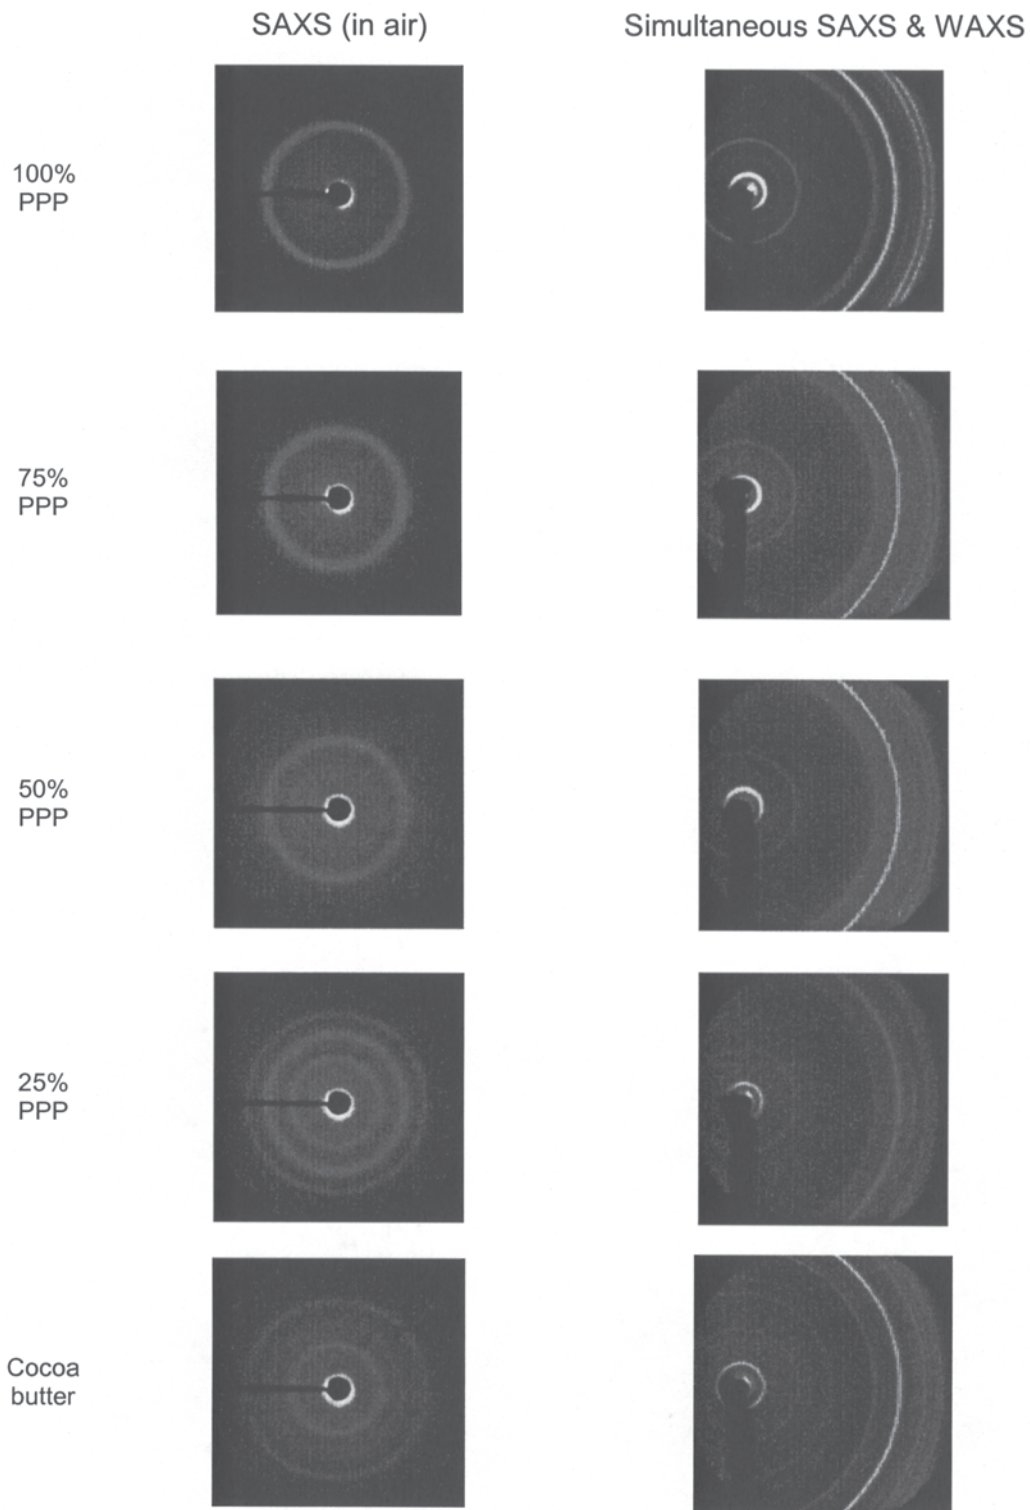 SAXS (in air)
Simultaneous SAXS & WAXS
100%
PPP
75%
PPP
50%
PPP
25%
PPP
Cocoa
butter